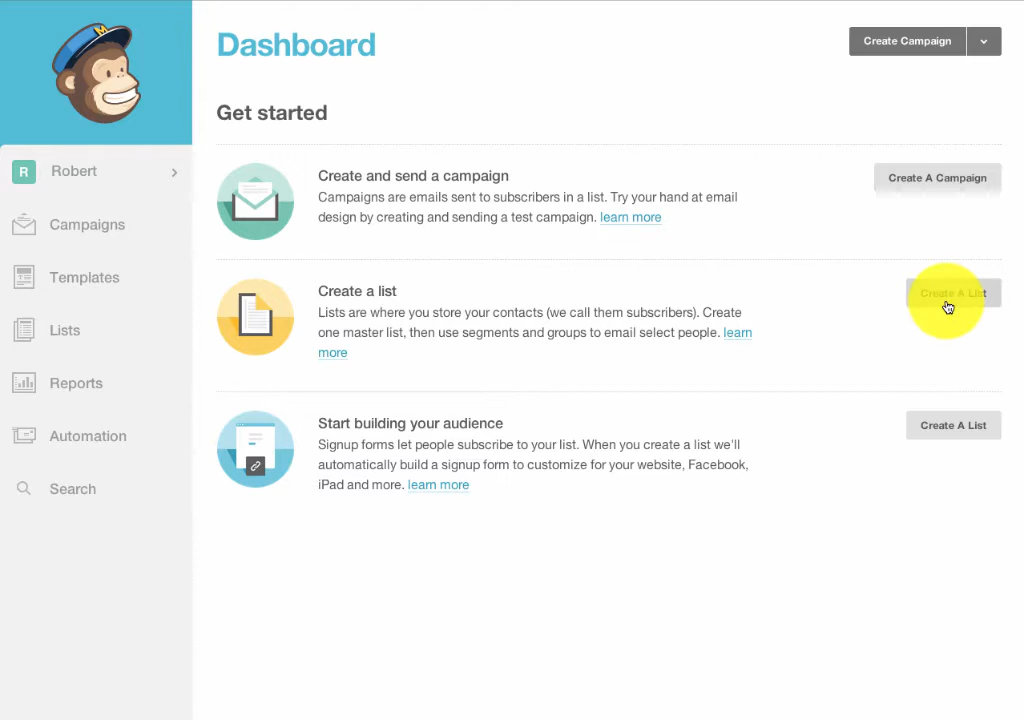 Dashboard
Create Campaign
Get started
R Robert
Campaigns
Templates
Lists
Reports
Automation
Search
Create and send a campaign
Campaigns are emails sent to subscribers in a list. Try your hand at email
design by creating and sending a test campaign. learn more
Create A Campaign
Create a list
Lists are where you store your contacts (we call them subscribers). Create
one master list, then use segments and groups to email select people. learn
more
Create A List
Start building your audience
Signup forms let people subscribe to your list. When you create a list we'll
automatically build a signup form to customize for your website, Facebook,
iPad and more. learn more
Create A List